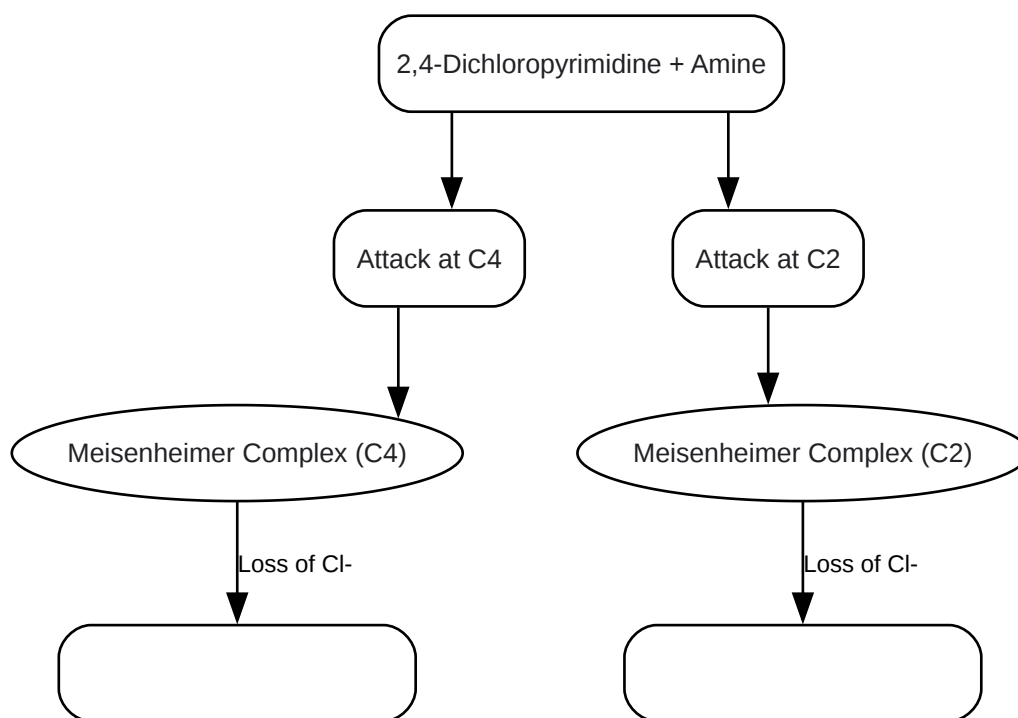 2,4-Dichloropyrimidine + Amine
Attack at C4
Attack at C2
Meisenheimer Complex (C4)
Meisenheimer Complex (C2)
Loss of Cl-
Loss of Cl-